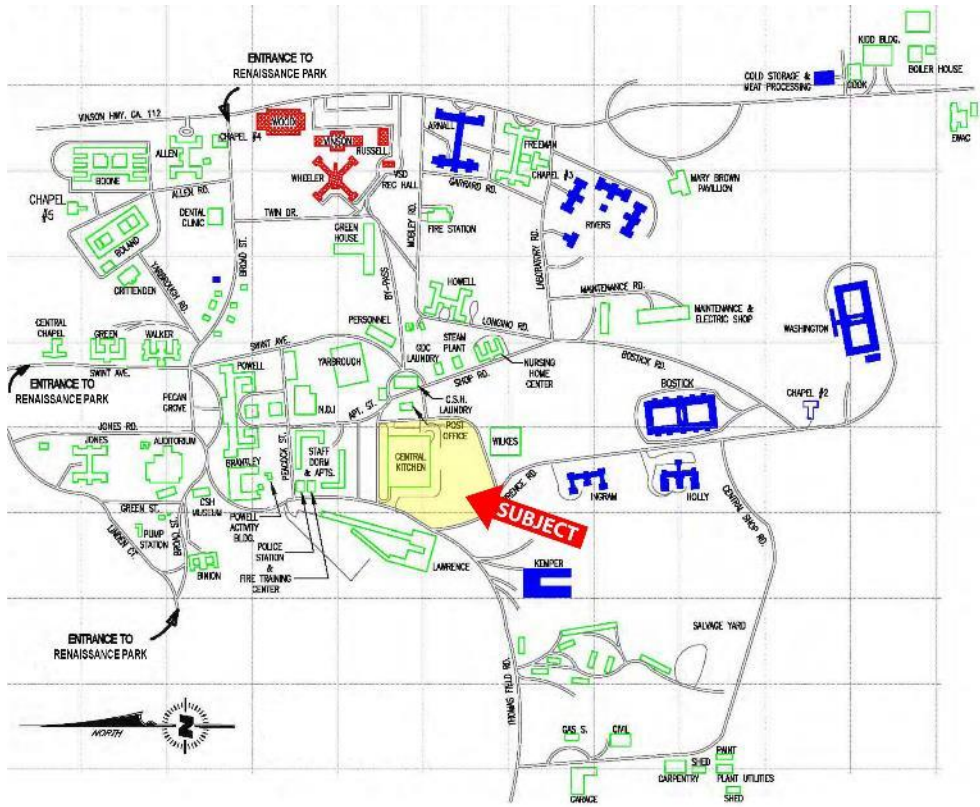 KIDD BLDG.
BOILER HOUSE
COLD STORAGE &
MEAT PROCESSING
COOK
ENTRANCE TO
RENAISSANCE PARK
VINSON HWY. GA. 112
CHAPEL #4
WOOD
VINSON
RUSSELL
ARNALL
FREEMAN
EWAC
ALLEN
BOONE
ALLEN RD.
WHEELER
VSD
REC HALL
GARRARD RD.
CHAPEL #3
MARY BROWN
PAVILLION
CHAPEL
#5
DENTAL
CLINIC
TWIN DR.
GREEN
HOUSE
MOBLEY RD.
FIRE STATION
RIVERS
BOLAND
YARBROUGH RD.
BROAD ST.
BY-PASS
LABORATORY RD.
CRITTENDEN
HOWELL
MAINTENANCE RD.
MAINTENANCE &
ELECTRIC SHOP
WASHINGTON
CENTRAL
CHAPEL
GREEN
WALKER
PERSONNEL
LONGINO RD.
SWINT AVE.
SWINT AVE.
POWELL
YARBROUGH
GDC
LAUNDRY
STEAM
PLANT
NURSING
HOME
CENTER
BOSTICK RD.
ENTRANCE TO
RENAISSANCE PARK
SHOP RD.
PECAN
GROVE
APT. ST.
C.S.H.
LAUNDRY
BOSTICK
CHAPEL #2
JONES RD.
POST
OFFICE
JONES
AUDITORIUM
PEACOCK ST.
STAFF
DORM
& APTS.
CENTRAL
KITCHEN
WILKES
BRANTLEY
CSH
MUSEUM
SUBJECT
INGRAM
HOLLY
CENTRAL SHOP RD.
GREEN ST.
PUMP
STATION
LINDEN CT.
BROAD ST.
POWELL
ACTIVITY
BLDG.
POLICE
STATION
&
FIRE TRAINING
CENTER
BINION
LAWRENCE
KEMPER
ENTRANCE TO
RENAISSANCE PARK
SALVAGE YARD
THOMAS FIELD RD.
NORTH
N
GAS S.
CIVIL
PAINT
SHED
CARPENTRY
PLANT UTILITIES
GARAGE
SHED